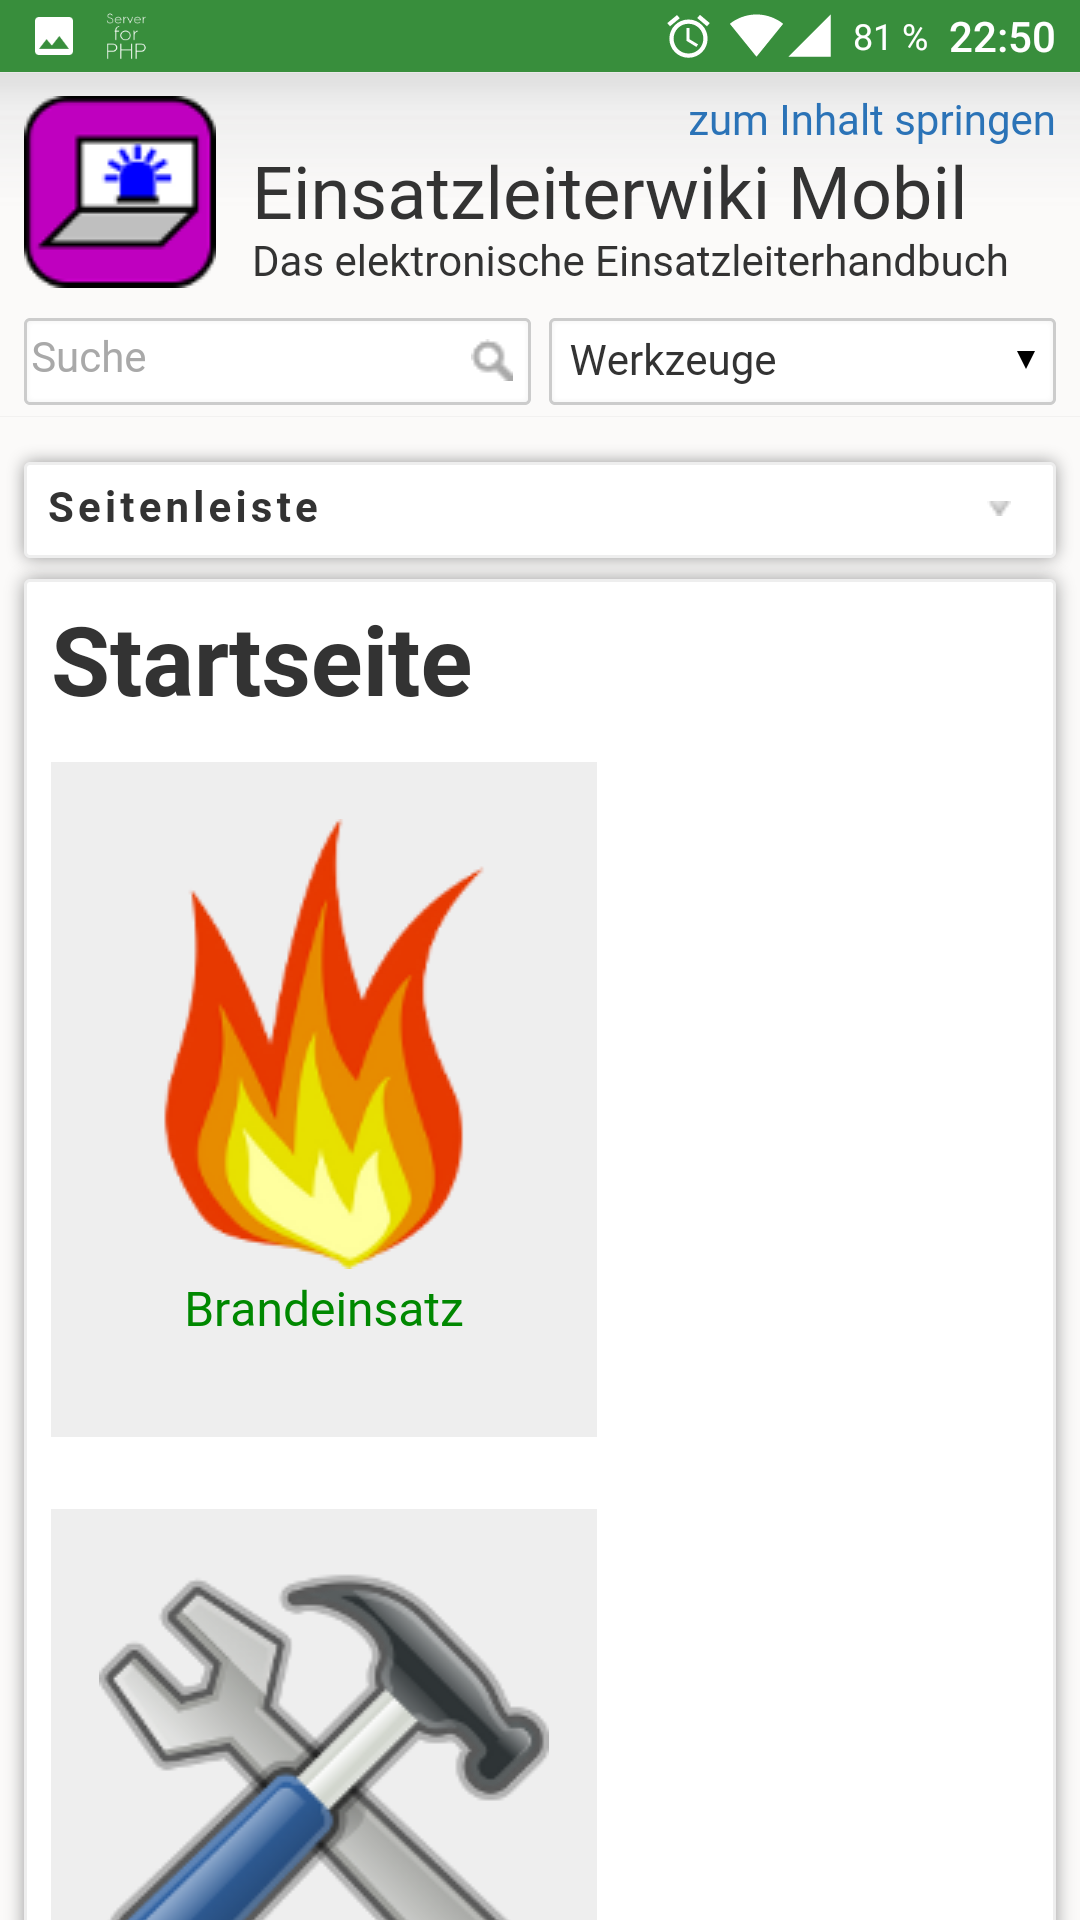 Server
for
PHP
81 % 22:50
zum Inhalt springen
Einsatzleiterwiki Mobil
Das elektronische Einsatzleiterhandbuch
Suche
Werkzeuge
Seitenleiste
Startseite
Brandeinsatz